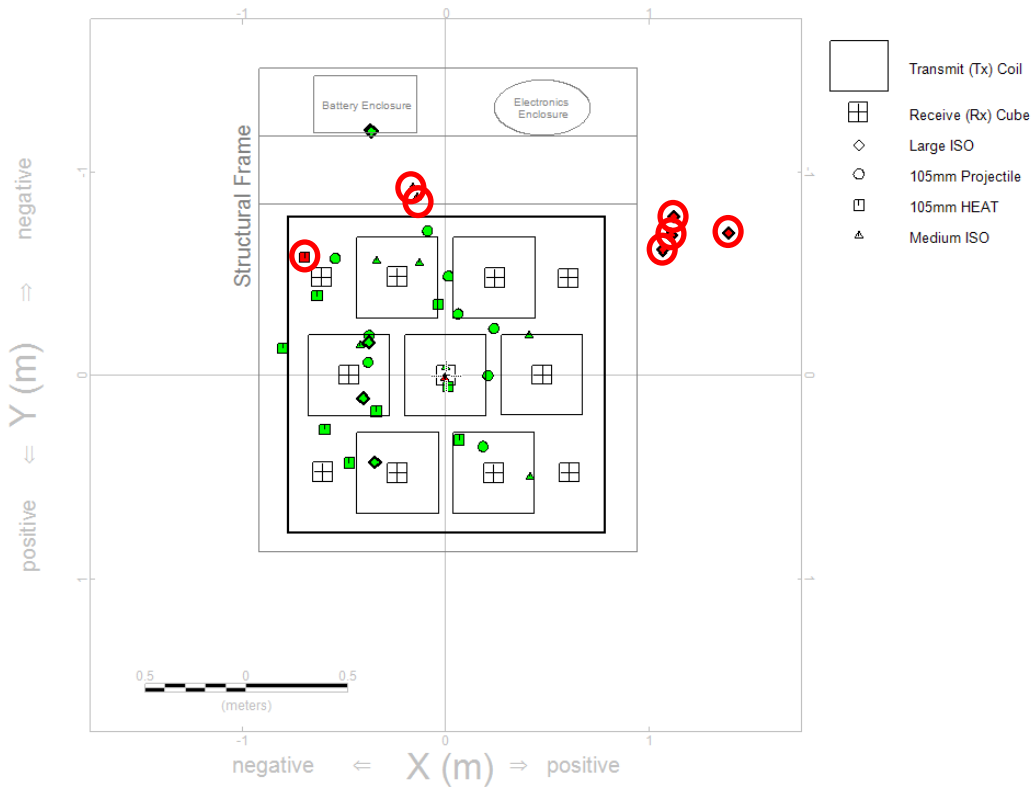 -1
0
1
Transmit (Tx) Coil
Battery Enclosure
Electronics
Enclosure
Receive (Rx) Cube
Large ISO
105mm Projectile
105mm HEAT
Medium ISO
Structural Frame
negative
⇒
Y (m)
⇐
positive
-1
0
1
-1
0
1
0.5
0
0.5
(meters)
-1
0
1
negative ⇐ X (m) ⇒ positive